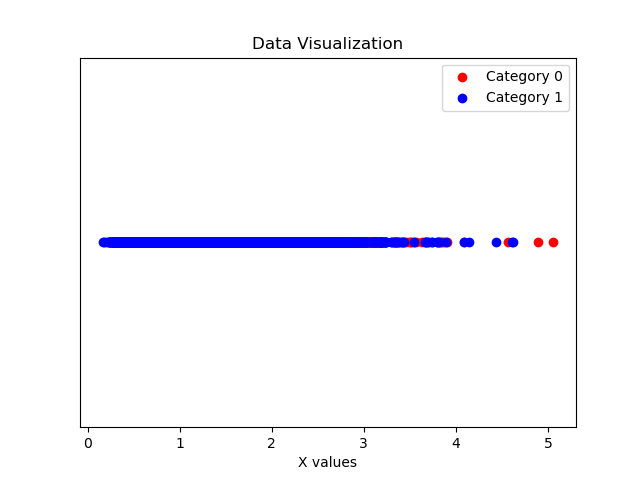 Data Visualization
Category 0
Category 1
0 1 2 3 4 5
X values